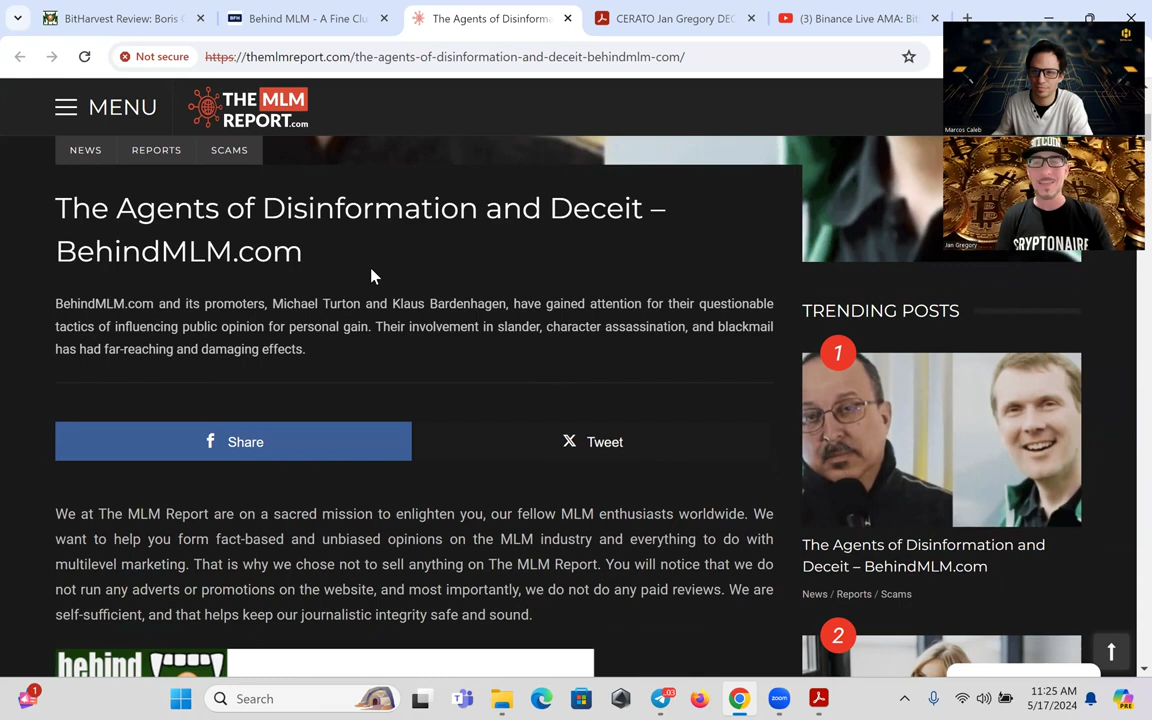 BitHarvest Review: Boris C
Behind MLM - A Fine Clu
The Agents of Disinforma
CERATO Jan Gregory DEC
(3) Binance Live AMA: Bit
Not secure
https://themlmreport.com/the-agents-of-disinformation-and-deceit-behindmlm-com/
MENU
THE MLM
REPORT.com
NEWS
REPORTS
SCAMS
Marcos Caleb
BITCOIN
CRYPTONAIRE
Jan Gregory
The Agents of Disinformation and Deceit –
BehindMLM.com
BehindMLM.com and its promoters, Michael Turton and Klaus Bardenhagen, have gained attention for their questionable
tactics of influencing public opinion for personal gain. Their involvement in slander, character assassination, and blackmail
has had far-reaching and damaging effects.
Share
Tweet
We at The MLM Report are on a sacred mission to enlighten you, our fellow MLM enthusiasts worldwide. We
want to help you form fact-based and unbiased opinions on the MLM industry and everything to do with
multilevel marketing. That is why we chose not to sell anything on The MLM Report. You will notice that we do
not run any adverts or promotions on the website, and most importantly, we do not do any paid reviews. We are
self-sufficient, and that helps keep our journalistic integrity safe and sound.
behind
TRENDING POSTS
1
The Agents of Disinformation and
Deceit – BehindMLM.com
News / Reports / Scams
2
1
Search
.03
zoom
11:25 AM
5/17/2024
PRE